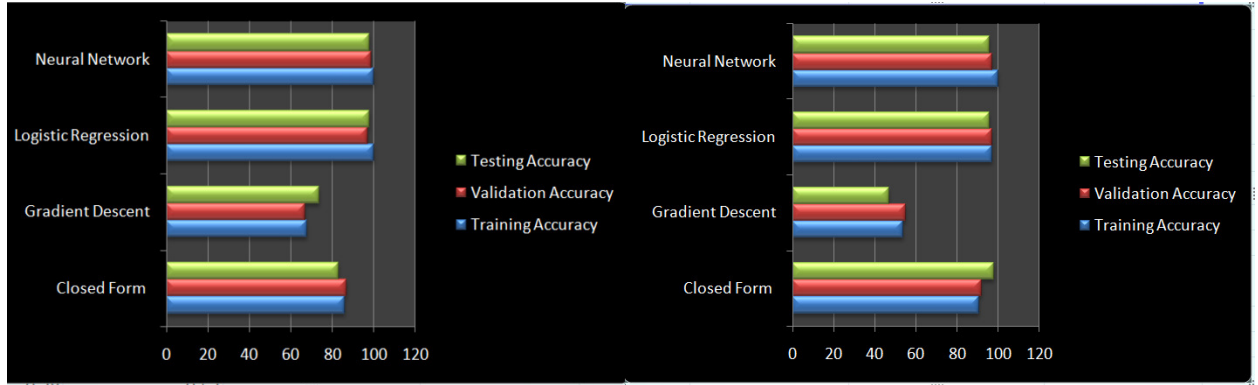 Neural Network
Logistic Regression
Gradient Descent
Closed Form
0 20 40 60 80 100 120
Testing Accuracy
Validation Accuracy
Training Accuracy
Neural Network
Logistic Regression
Gradient Descent
Closed Form
0 20 40 60 80 100 120
Testing Accuracy
Validation Accuracy
Training Accuracy